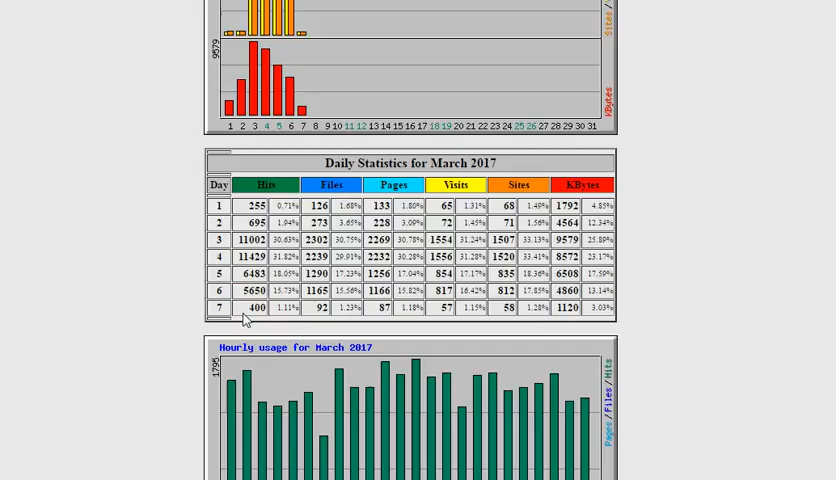 Sites /
9579
KBytes
1 2 3 4 5 6 7 8 9 10 11 12 13 14 15 16 17 18 19 20 21 22 23 24 25 26 27 28 29 30 31
Daily Statistics for March 2017
Day Hits Files Pages Visits Sites KBytes
1 255 0.71% 126 1.68% 133 1.80% 65 1.31% 68 1.49% 1792 4.85%
2 695 1.94% 273 3.65% 228 3.09% 72 1.45% 71 1.56% 4564 12.34%
3 11002 30.63% 2302 30.75% 2269 30.78% 1554 31.24% 1507 33.13% 9579 25.89%
4 11429 31.82% 2239 29.91% 2232 30.28% 1556 31.28% 1520 33.41% 8572 23.17%
5 6483 18.05% 1290 17.23% 1256 17.04% 854 17.17% 835 18.36% 6508 17.59%
6 5650 15.73% 1165 15.56% 1166 15.82% 817 16.42% 812 17.85% 4860 13.14%
7 400 1.11% 92 1.23% 87 1.18% 57 1.15% 58 1.28% 1120 3.03%
Hourly usage for March 2017
1795
Pages / Files / Hits